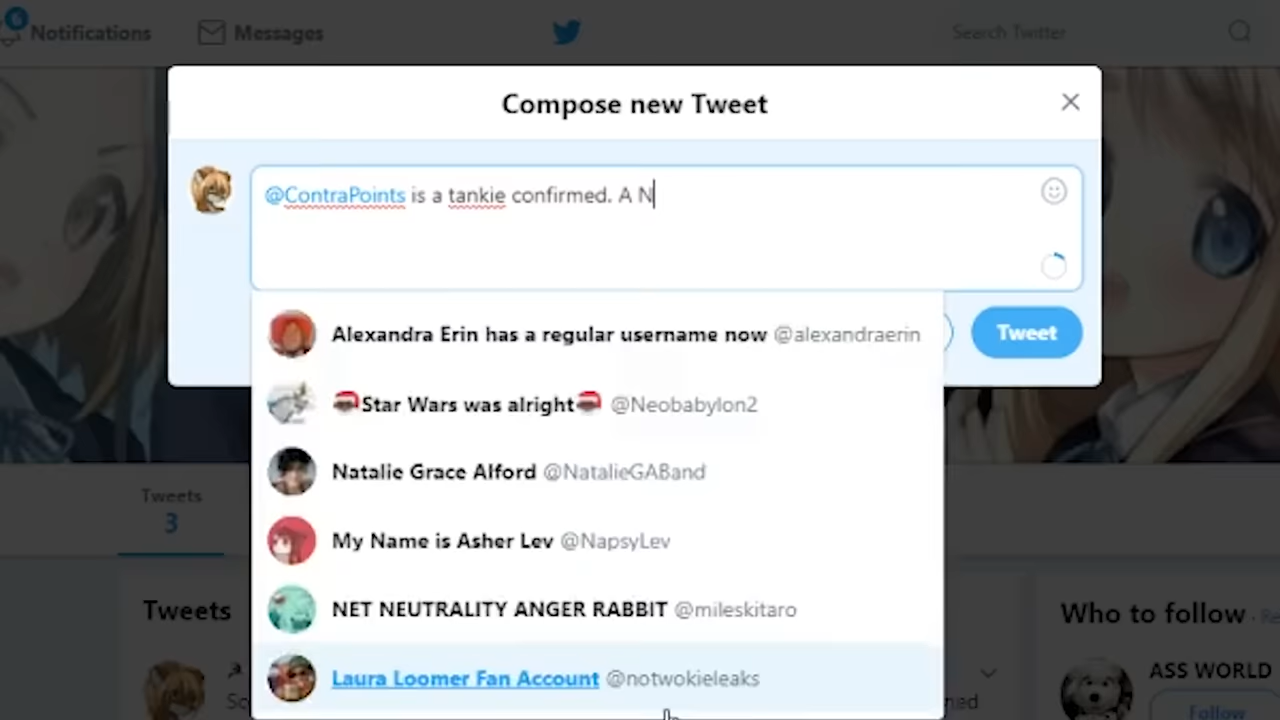 6
Notifications
Messages
Search Twitter
Compose new Tweet
@ContraPoints is a tankie confirmed. A N
Alexandra Erin has a regular username now @alexandraerin
Tweet
Star Wars was alright @Neobabylon2
Natalie Grace Alford @NatalieGABand
Tweets
3
My Name is Asher Lev @NapsyLev
Tweets
NET NEUTRALITY ANGER RABBIT @mileskitaro
Who to follow
Laura Loomer Fan Account @notwokieleaks
ASS WORLD
Follow